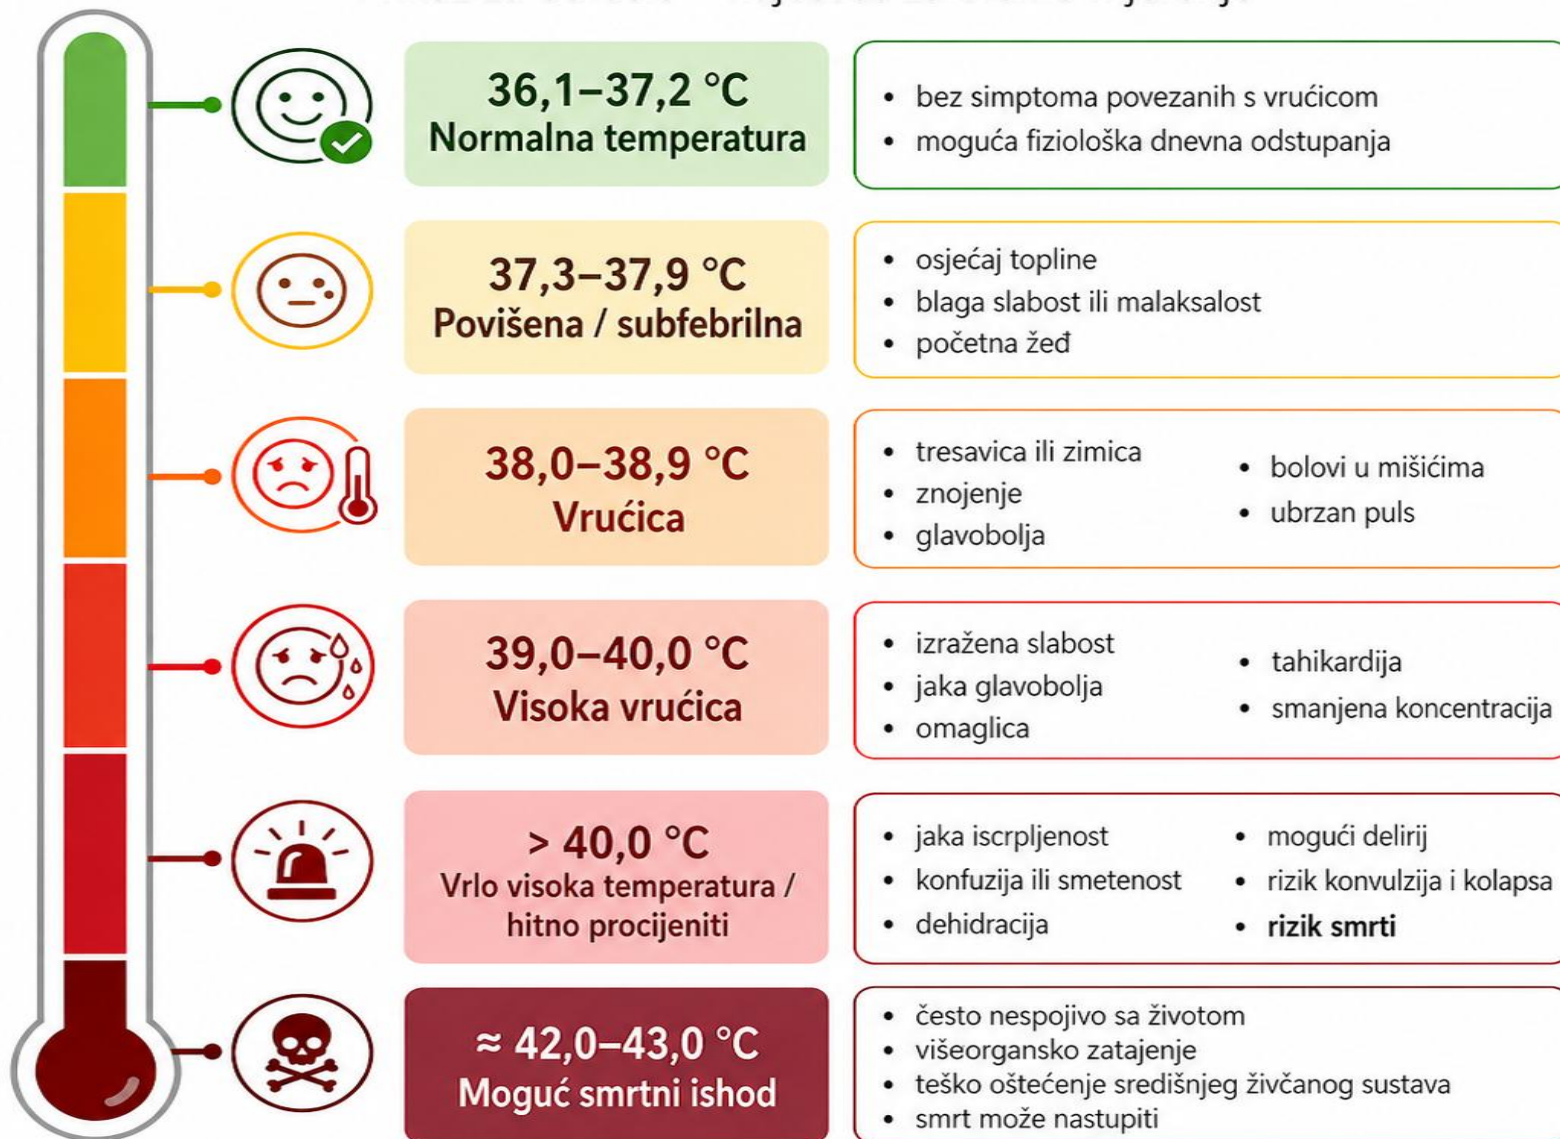 36,1–37,2 °C
Normalna temperatura
• bez simptoma povezanih s vrućicom
• moguća fiziološka dnevna odstupanja
37,3–37,9 °C
Povišena / subfebrilna
• osjećaj topline
• blaga slabost ili malaksalost
• početna žeđ
38,0–38,9 °C
Vrućica
• tresavica ili zimica
• znojenje
• glavobolja
• bolovi u mišićima
• ubrzan puls
39,0–40,0 °C
Visoka vrućica
• izražena slabost
• jaka glavobolja
• omaglica
• tahikardija
• smanjena koncentracija
> 40,0 °C
Vrlo visoka temperatura /
hitno procijeniti
• jaka iscrpljenost
• konfuzija ili smetenost
• dehidracija
• mogući delirij
• rizik konvulzija i kolapsa
• rizik smrti
≈ 42,0–43,0 °C
Moguć smrtni ishod
• često nespojivo sa životom
• višeorgansko zatajenje
• teško oštećenje središnjeg živčanog sustava
• smrt može nastupiti